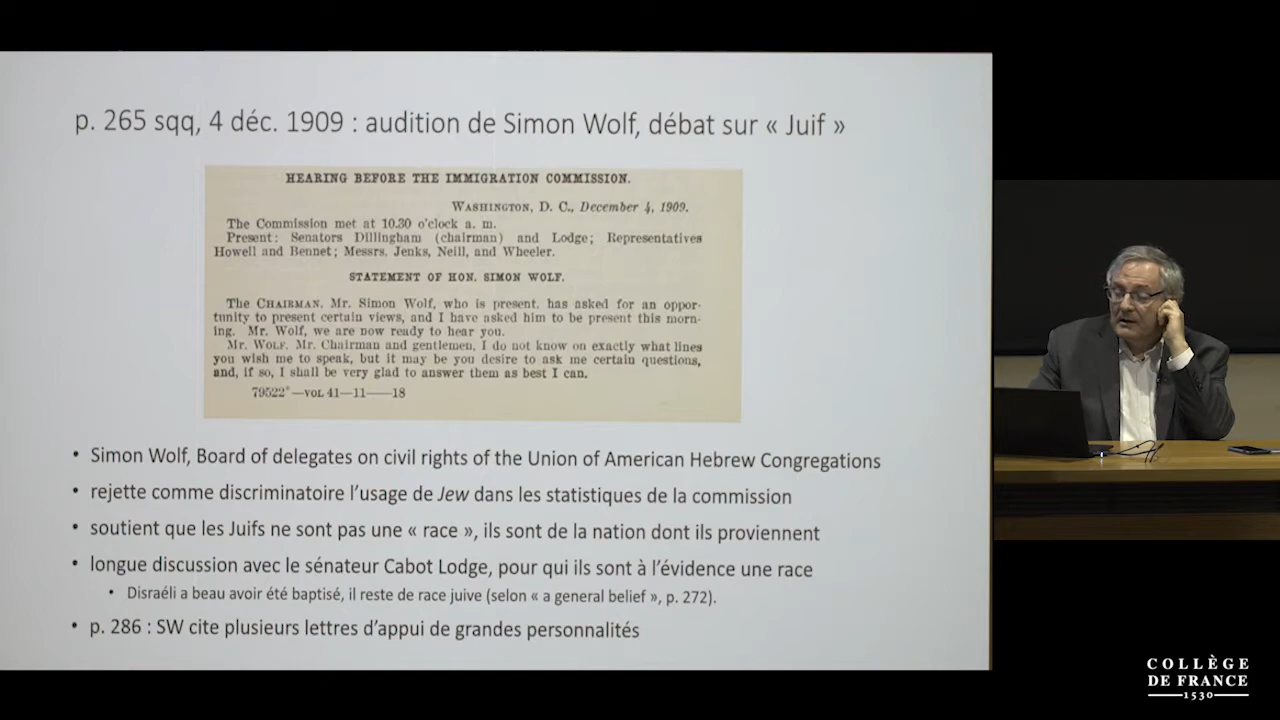 p. 265 sqq, 4 déc. 1909 : audition de Simon Wolf, débat sur « Juif »
HEARING BEFORE THE IMMIGRATION COMMISSION.
WASHINGTON, D. C., December 4, 1909.
The Commission met at 10.30 o'clock a. m.
Present: Senators Dillingham (chairman) and Lodge; Representatives
Howell and Bennet; Messrs. Jenks, Neill, and Wheeler.
STATEMENT OF HON. SIMON WOLF.
The CHAIRMAN. Mr. Simon Wolf, who is present, has asked for an oppor-
tunity to present certain views, and I have asked him to be present this morn-
ing. Mr. Wolf, we are now ready to hear you.
Mr. WOLF. Mr. Chairman and gentlemen, I do not know on exactly what lines
you wish me to speak, but it may be you desire to ask me certain questions,
and, if so, I shall be very glad to answer them as best I can.
79522°—VOL 41—11——18
• Simon Wolf, Board of delegates on civil rights of the Union of American Hebrew Congregations
• rejette comme discriminatoire l'usage de Jew dans les statistiques de la commission
• soutient que les Juifs ne sont pas une « race », ils sont de la nation dont ils proviennent
• longue discussion avec le sénateur Cabot Lodge, pour qui ils sont à l'évidence une race
• Disraéli a beau avoir été baptisé, il reste de race juive (selon « a general belief », p. 272).
• p. 286 : SW cite plusieurs lettres d'appui de grandes personnalités
COLLÈGE
DE FRANCE
1530